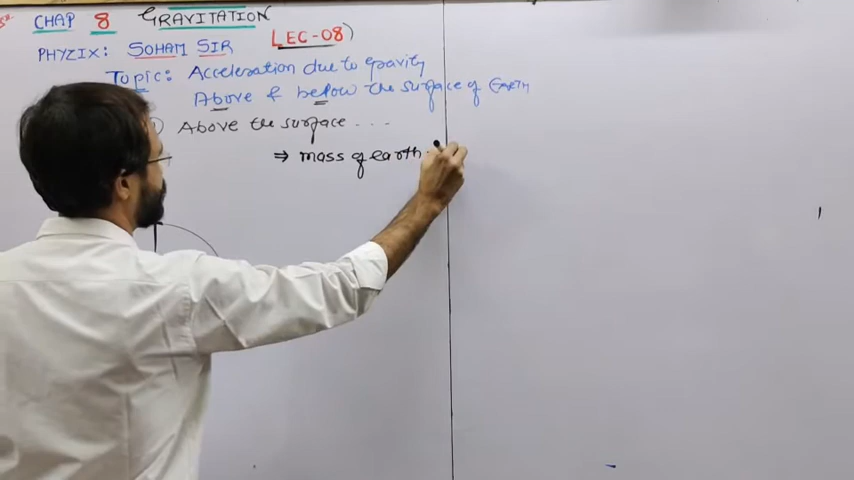 CHAP 8 GRAVITATION
PHYZIX: SOHAM SIR LEC-08)
Topic: Acceleration due to gravity
Above & below the surface of EARTH
) Above the surface ...
⇒ mass of earth